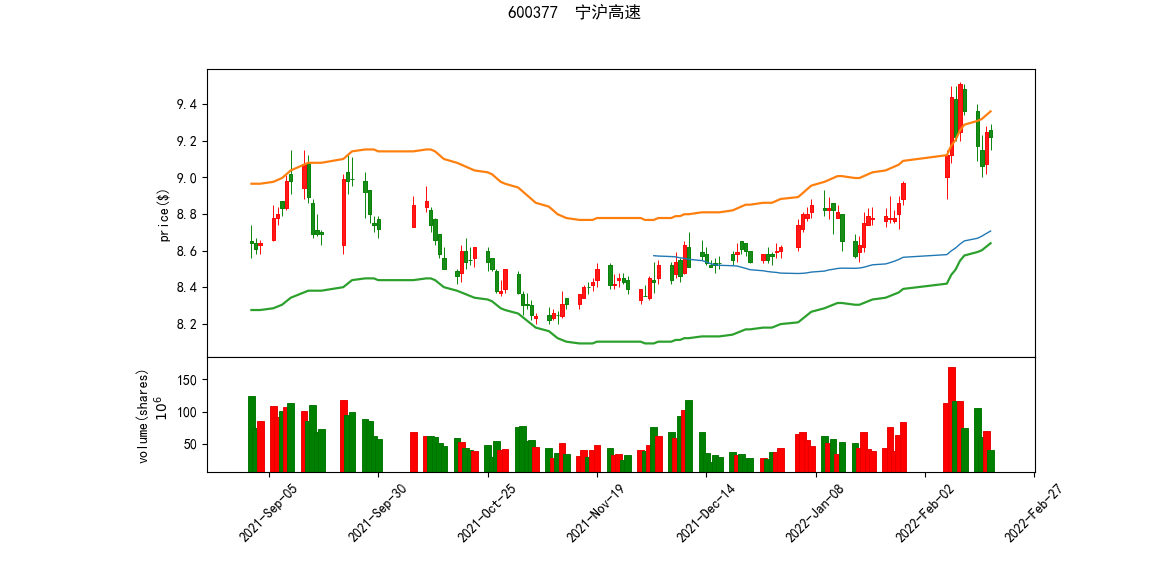 600377 宁沪高速
price($)
9.4
9.2
9.0
8.8
8.6
8.4
8.2
volume(shares)
10^6
150
100
50
2021-Sep-05
2021-Sep-30
2021-Oct-25
2021-Nov-19
2021-Dec-14
2022-Jan-08
2022-Feb-02
2022-Feb-27